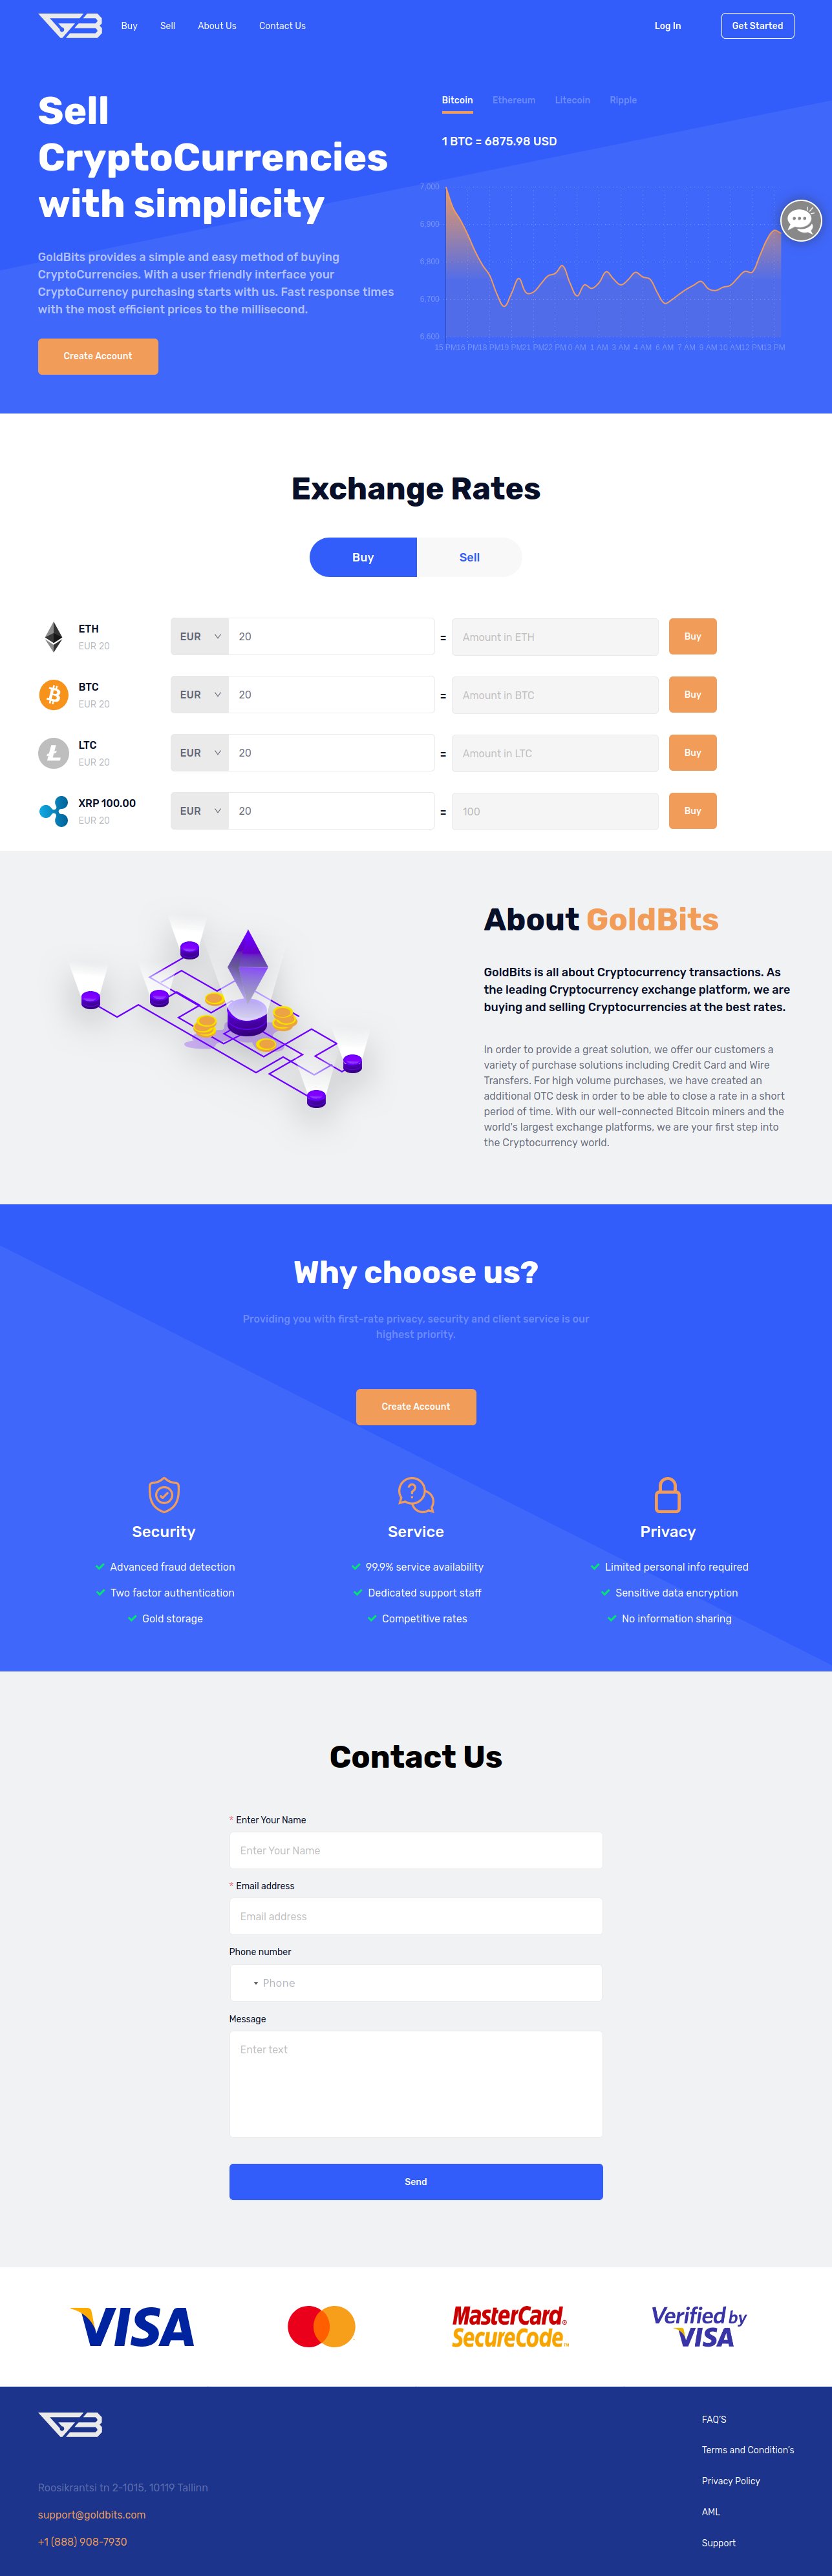 GB
Buy
Sell
About Us
Contact Us
Log In
Get Started
Sell
CryptoCurrencies
with simplicity
GoldBits provides a simple and easy method of buying
CryptoCurrencies. With a user friendly interface your
CryptoCurrency purchasing starts with us. Fast response times
with the most efficient prices to the millisecond.
Create Account
Bitcoin
Ethereum
Litecoin
Ripple
1 BTC = 6875.98 USD
7,000
6,900
6,800
6,700
6,600
15 PM
16 PM
18 PM
19 PM
21 PM
22 PM
0 AM
1 AM
3 AM
4 AM
6 AM
7 AM
9 AM
10 AM
12 PM
13 PM
Exchange Rates
Buy
Sell
ETH
EUR 20
EUR
20
=
Amount in ETH
Buy
BTC
EUR 20
EUR
20
=
Amount in BTC
Buy
LTC
EUR 20
EUR
20
=
Amount in LTC
Buy
XRP 100.00
EUR 20
EUR
20
=
100
Buy
About GoldBits
GoldBits is all about Cryptocurrency transactions. As
the leading Cryptocurrency exchange platform, we are
buying and selling Cryptocurrencies at the best rates.
In order to provide a great solution, we offer our customers a
variety of purchase solutions including Credit Card and Wire
Transfers. For high volume purchases, we have created an
additional OTC desk in order to be able to close a rate in a short
period of time. With our well-connected Bitcoin miners and the
world's largest exchange platforms, we are your first step into
the Cryptocurrency world.
Why choose us?
Providing you with first-rate privacy, security and client service is our
highest priority.
Create Account
Security
Advanced fraud detection
Two factor authentication
Gold storage
Service
99.9% service availability
Dedicated support staff
Competitive rates
Privacy
Limited personal info required
Sensitive data encryption
No information sharing
Contact Us
* Enter Your Name
Enter Your Name
* Email address
Email address
Phone number
Phone
Message
Enter text
Send
VISA
MasterCard®
SecureCode™
Verified by
VISA
GB
Roosikrantsi tn 2-1015, 10119 Tallinn
support@goldbits.com
+1 (888) 908-7930
FAQ'S
Terms and Condition's
Privacy Policy
AML
Support